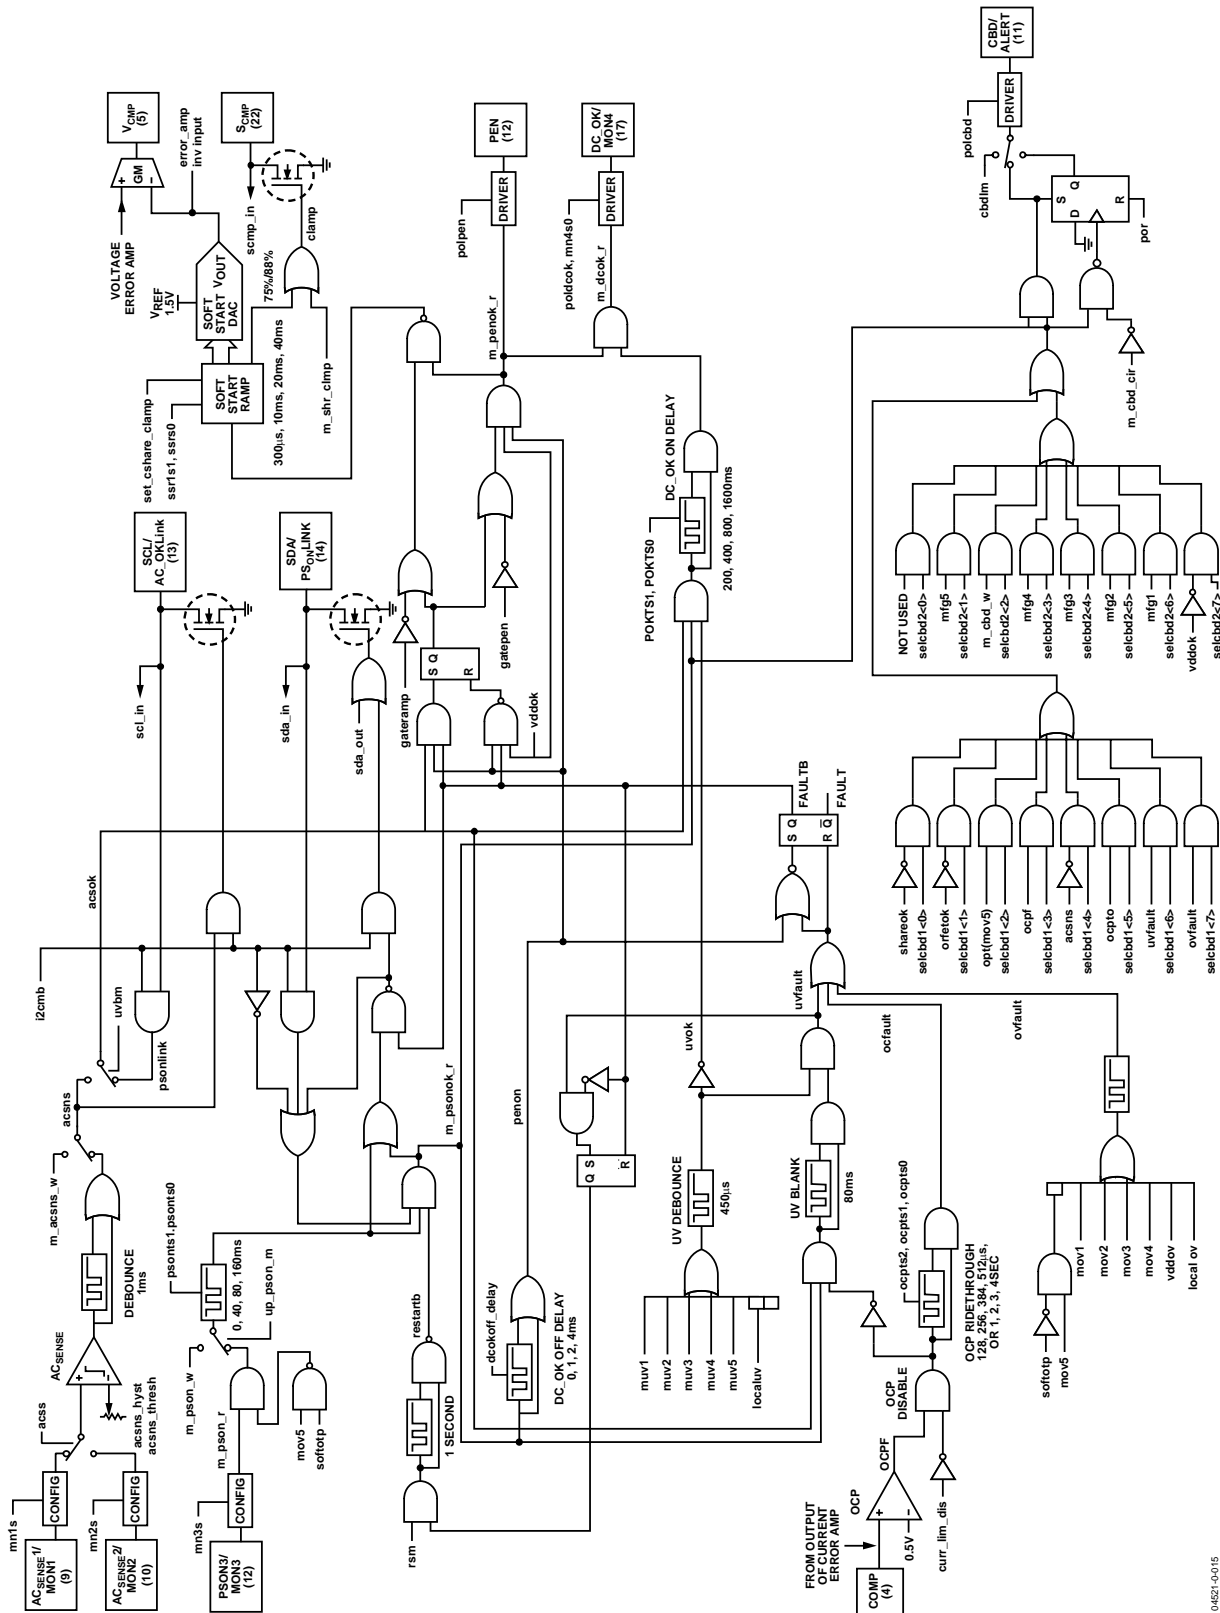 AC_SENSE1/
MON1
(9)
mn1s
CONFIG
AC_SENSE2/
MON2
(10)
mn2s
CONFIG
acss
AC_SENSE
acsns_hyst
acsns_thresh
DEBOUNCE
1ms
m_acsns_w
acsns
psonlink
uvbm
acsok
i2cmb
scl_in
SCL/
AC_OKLink
(13)
sda_in
SDA/
PS_ON_LINK
(14)
sda_out
set_cshare_clamp
ssr1s1, ssrs0
SOFT
START
RAMP
300µs, 10ms, 20ms, 40ms
VREF
1.5V
SOFT
START
DAC
VOUT
VOLTAGE
ERROR AMP
+
GM
–
VCMP
(5)
error_amp
inv input
SCMP
(22)
scmp_in
clamp
75%/88%
m_shr_clmp
PSON3/
MON3
(12)
mn3s
CONFIG
m_pson_r
m_pson_w
psonts1.psonts0
0, 40, 80, 160ms
up_pson_m
mov5
softotp
m_psonok_r
gateramp
S Q
R
gatepen
vddok
m_penok_r
polpen
DRIVER
PEN
(12)
poldcok, mn4s0
m_dcok_r
DRIVER
DC_OK/
MON4
(17)
rsm
1 SECOND
restartb
Q S
R
dcokoff_delay
DC_OK OFF DELAY
0, 1, 2, 4ms
penon
POKTS1, POKTS0
DC_OK ON DELAY
200, 400, 800, 1600ms
FAULTB
S Q
R Q
FAULT
muv1
muv2
muv3
muv4
muv5
localuv
UV DEBOUNCE
450µs
uvok
UV BLANK
80ms
uvfault
ocfault
ovfault
FROM OUTPUT
OF CURRENT
ERROR AMP
COMP
(4)
OCP
+
–
0.5V
OCPF
curr_lim_dis
OCP
DISABLE
ocpts2, ocpts1, ocpts0
OCP RIDETHROUGH
128, 256, 384, 512µs,
OR 1, 2, 3, 4SEC
softotp
mov5
mov1
mov2
mov3
mov4
vddov
local ov
shareok
selcbd1<0>
orfetok
selcbd1<1>
opt(mov5)
selcbd1<2>
ocpf
selcbd1<3>
acsns
selcbd1<4>
ocpto
selcbd1<5>
uvfault
selcbd1<6>
ovfault
selcbd1<7>
NOT USED
selcbd2<0>
mfg5
selcbd2<1>
m_cbd_w
selcbd2<2>
mfg4
selcbd2<3>
mfg3
selcbd2<4>
mfg2
selcbd2<5>
mfg1
selcbd2<6>
vddok
selcbd2<7>
m_cbd_cir
S
D Q
R
por
cbdlm
polcbd
DRIVER
CBD/
ALERT
(11)
04521-0-015